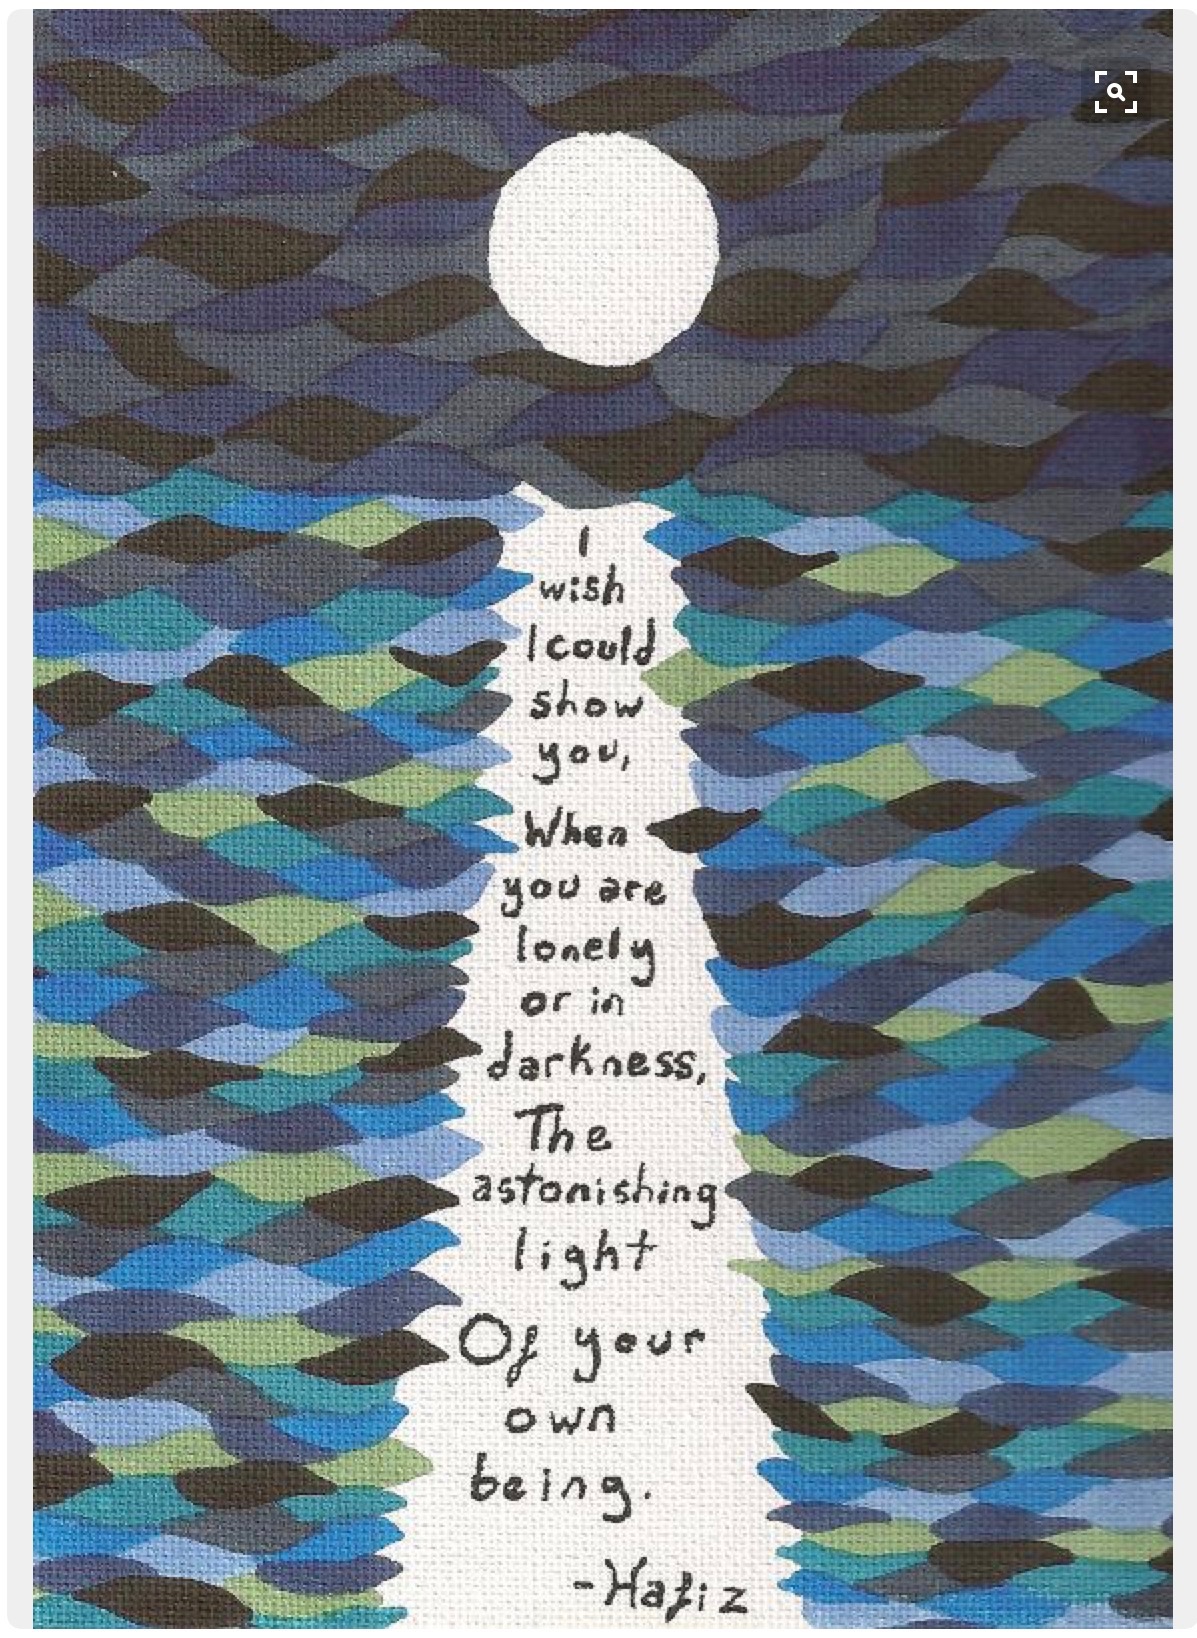 I
wish
I could
show
you,
When
you are
lonely
or in
darkness,
The
astonishing
light
Of your
own
being.
-Hafiz